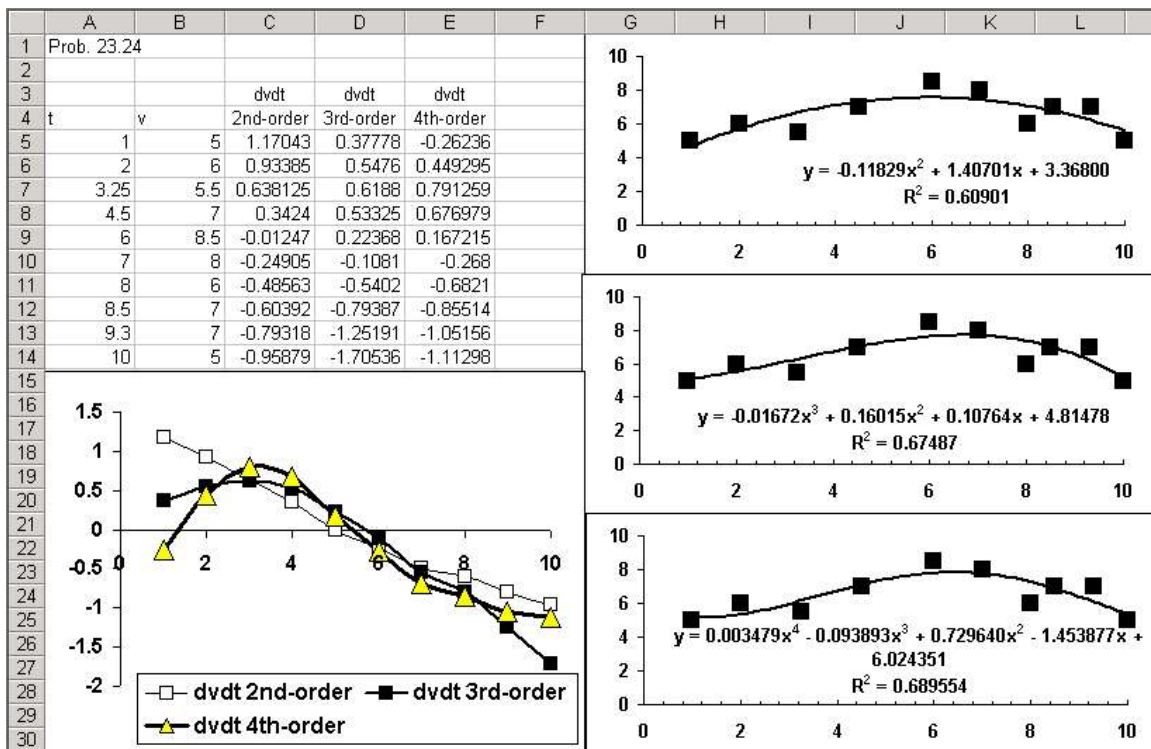 A B C D E F G H I J K L
1 Prob. 23.24
2
3 dvdt dvdt dvdt
4 t v 2nd-order 3rd-order 4th-order
5 1 5 1.17043 0.37778 -0.26236
6 2 6 0.93385 0.5476 0.449295
7 3.25 5.5 0.638125 0.6188 0.791259
8 4.5 7 0.3424 0.53325 0.676979
9 6 8.5 -0.01247 0.22368 0.167215
10 7 8 -0.24905 -0.1081 -0.268
11 8 6 -0.48563 -0.5402 -0.6821
12 8.5 7 -0.60392 -0.79387 -0.85514
13 9.3 7 -0.79318 -1.25191 -1.05156
14 10 5 -0.95879 -1.70536 -1.11298
15
16
17
18
19
20
21
22
23
24
25
26
27
28
29
30
1.5
1
0.5
0
-0.5
-1
-1.5
-2
0 2 4 6 8 10
dvdt 2nd-order dvdt 3rd-order
dvdt 4th-order
10
8
6
4
2
0
y = -0.11829x² + 1.40701x + 3.36800
R² = 0.60901
0 2 4 6 8 10
10
8
6
4
2
0
y = -0.01672x³ + 0.16015x² + 0.10764x + 4.81478
R² = 0.67487
0 2 4 6 8 10
10
8
6
4
2
0
y = 0.003479x⁴ - 0.093893x³ + 0.729640x² - 1.453877x +
6.024351
R² = 0.689554
0 2 4 6 8 10